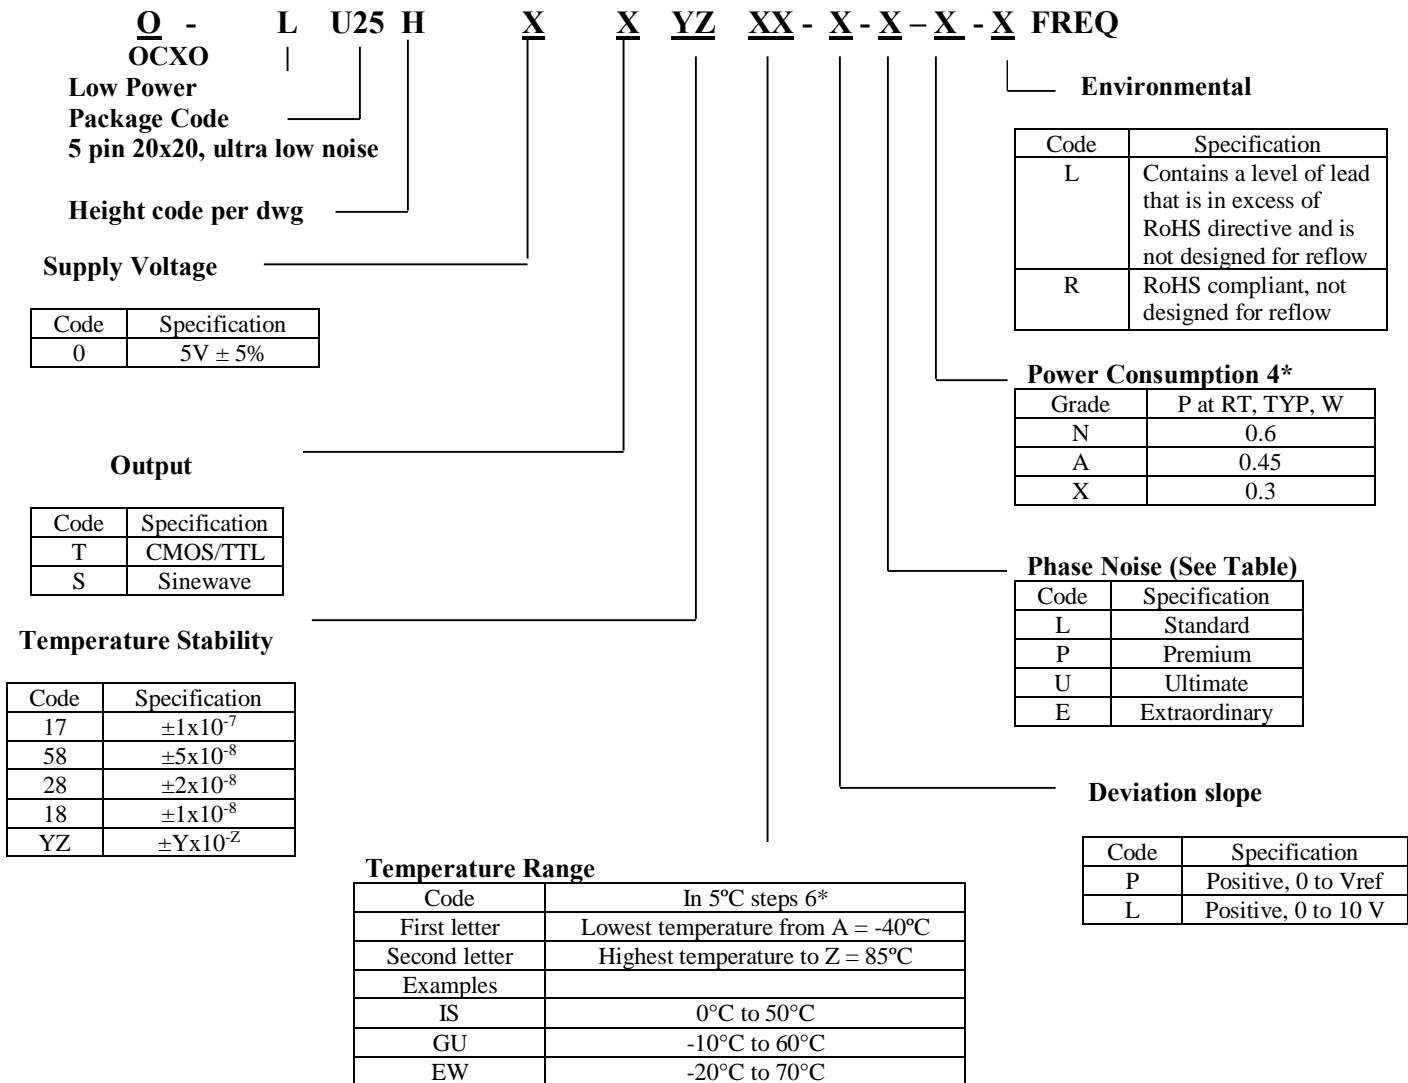 O - L U25 H X X YZ XX - X - X – X - X FREQ
OCXO
Low Power
Package Code
5 pin 20x20, ultra low noise
Height code per dwg
Supply Voltage
Code Specification
0 5V ± 5%
Output
Code Specification
T CMOS/TTL
S Sinewave
Temperature Stability
Code Specification
17 ±1x10⁻⁷
58 ±5x10⁻⁸
28 ±2x10⁻⁸
18 ±1x10⁻⁸
YZ ±Yx10⁻ᶻ
Temperature Range
Code In 5ºC steps 6*
First letter Lowest temperature from A = -40ºC
Second letter Highest temperature to Z = 85ºC
Examples
IS 0°C to 50°C
GU -10°C to 60°C
EW -20°C to 70°C
Environmental
Code Specification
L Contains a level of lead
that is in excess of
RoHS directive and is
not designed for reflow
R RoHS compliant, not
designed for reflow
Power Consumption 4*
Grade P at RT, TYP, W
N 0.6
A 0.45
X 0.3
Phase Noise (See Table)
Code Specification
L Standard
P Premium
U Ultimate
E Extraordinary
Deviation slope
Code Specification
P Positive, 0 to Vref
L Positive, 0 to 10 V